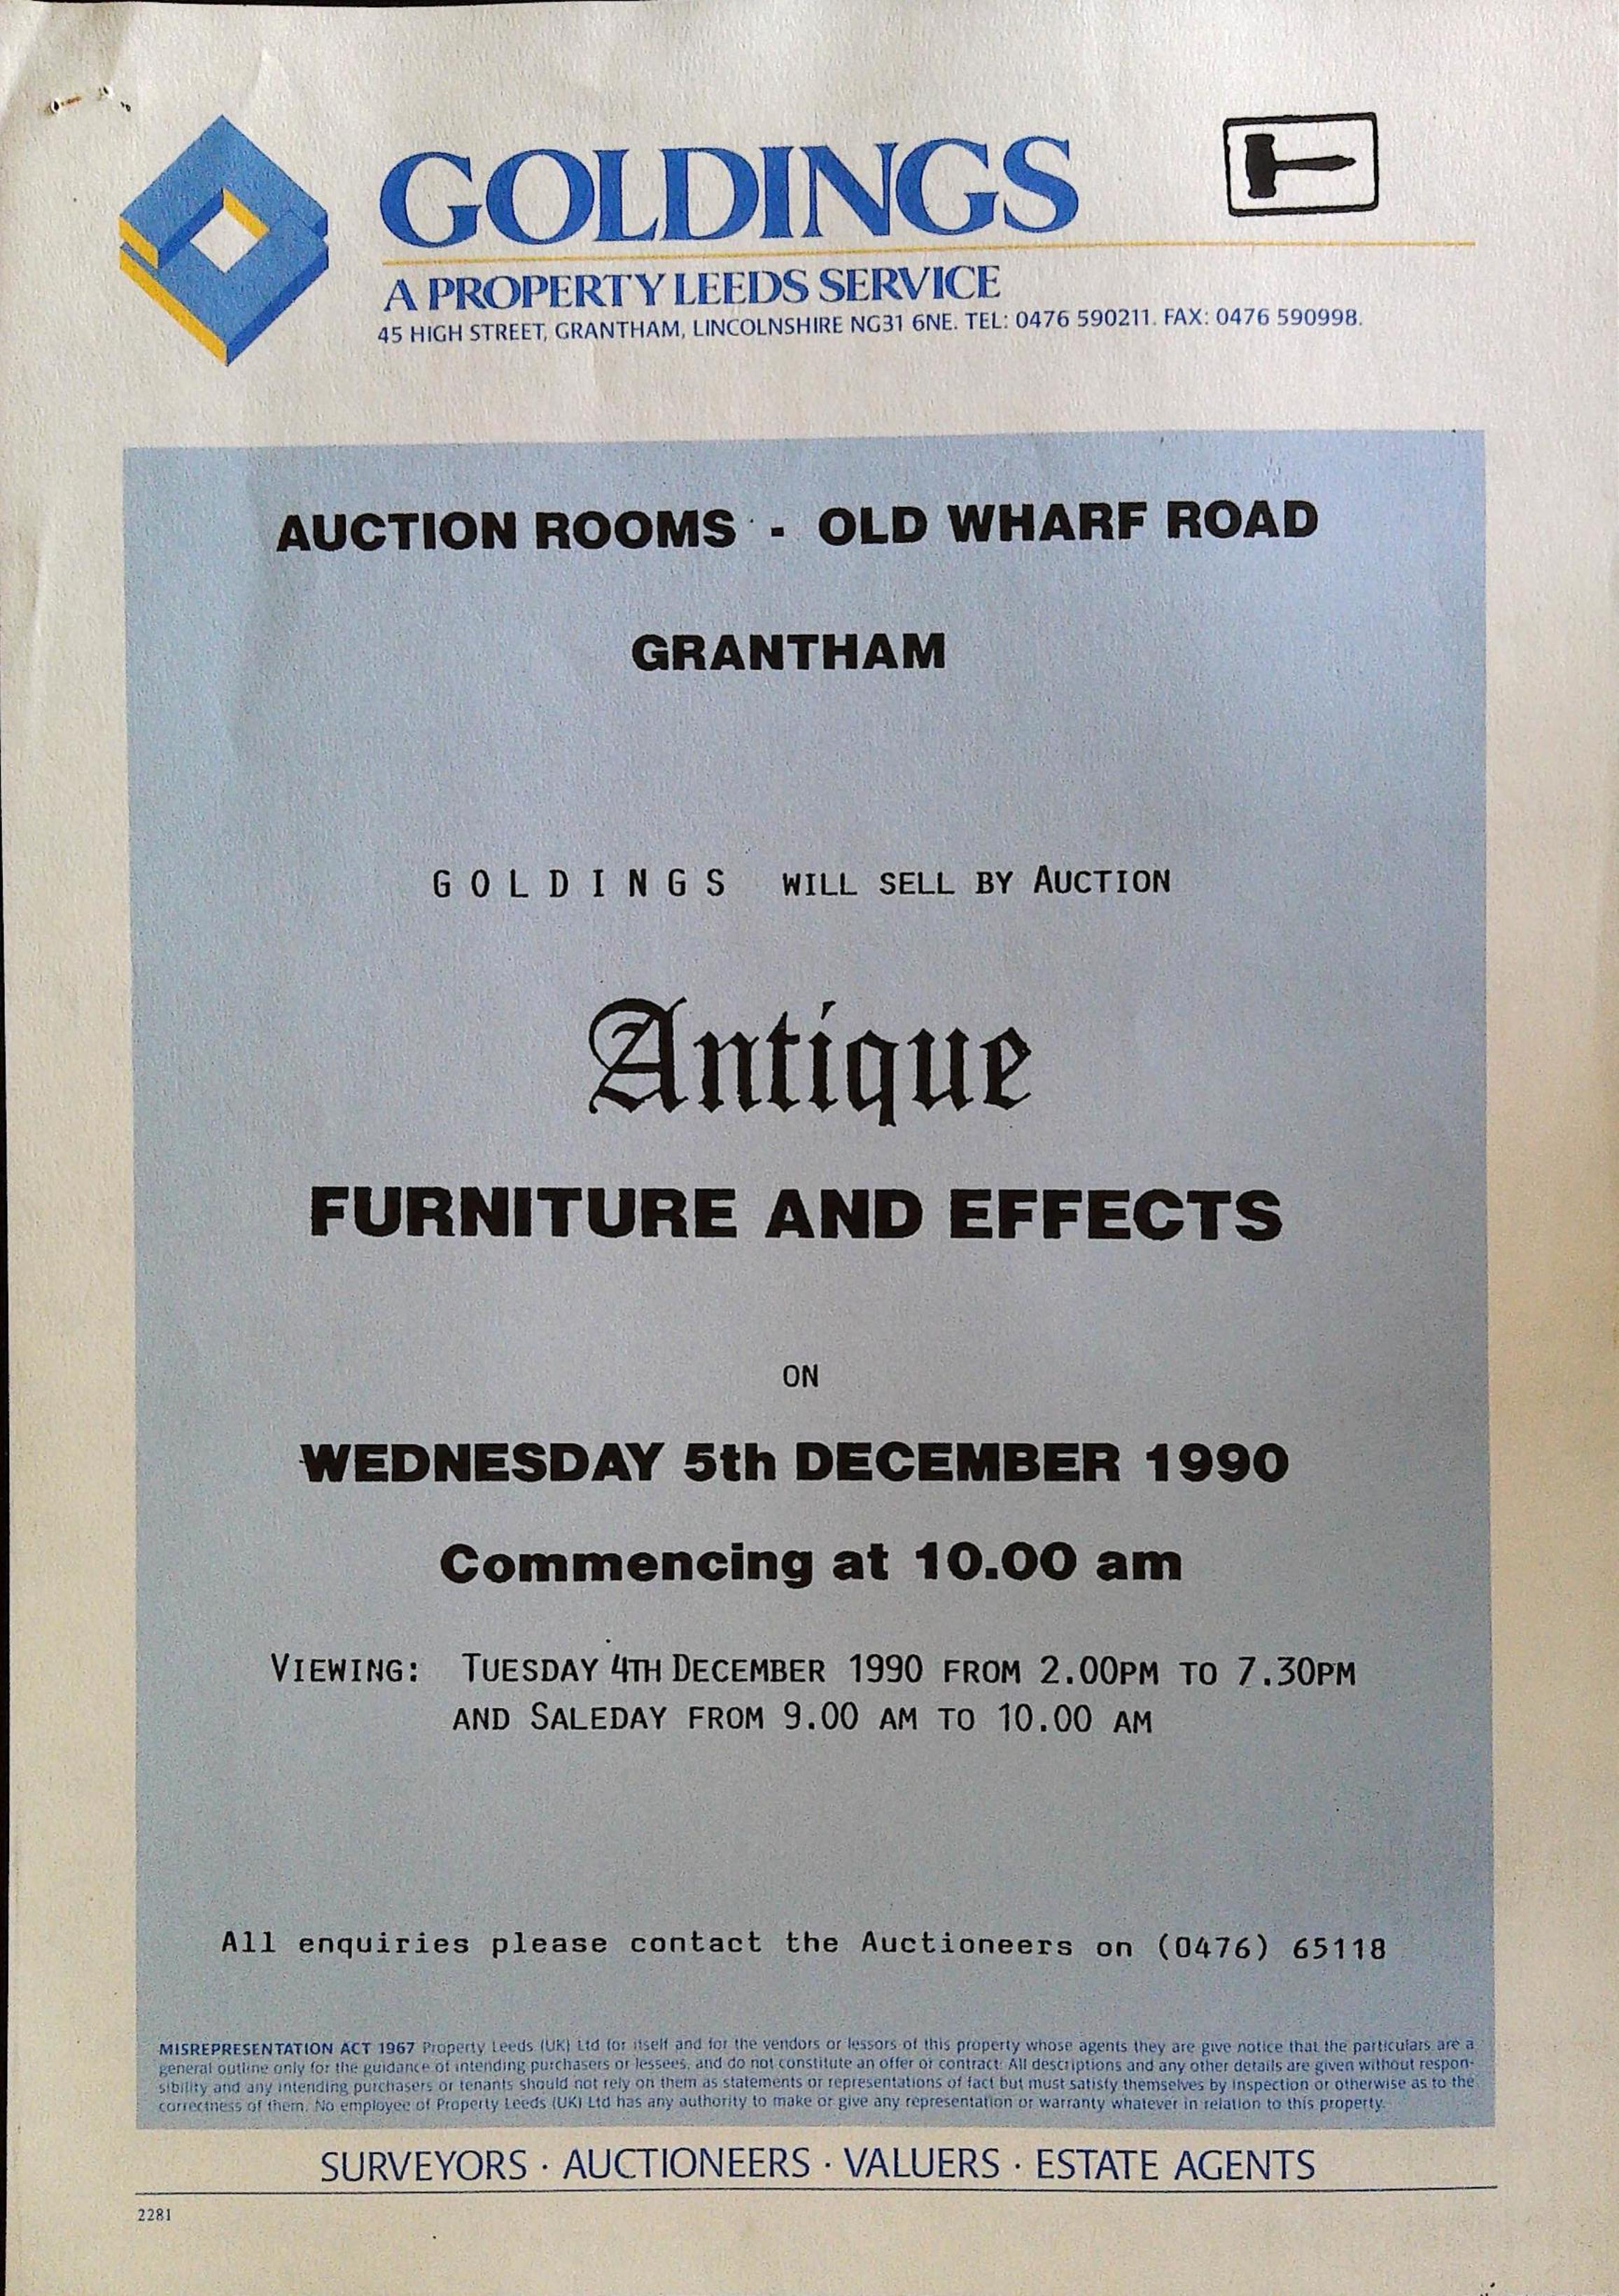 GOLDINGS
A PROPERTY LEEDS SERVICE
45 HIGH STREET, GRANTHAM, LINCOLNSHIRE NG31 6NE. TEL: 0476 590211. FAX: 0476 590998.
AUCTION ROOMS - OLD WHARF ROAD
GRANTHAM
GOLDINGS WILL SELL BY AUCTION
Antique
FURNITURE AND EFFECTS
ON
WEDNESDAY 5th DECEMBER 1990
Commencing at 10.00 am
VIEWING: TUESDAY 4TH DECEMBER 1990 FROM 2.00PM TO 7.30PM
AND SALEDAY FROM 9.00 AM TO 10.00 AM
All enquiries please contact the Auctioneers on (0476) 65118
MISREPRESENTATION ACT 1967 Property Leeds (UK) Ltd for itself and for the vendors or lessors of this property whose agents they are give notice that the particulars are a
general outline only for the guidance of intending purchasers or lessees, and do not constitute an offer or contract. All descriptions and any other details are given without respon-
sibility and any intending purchasers or tenants should not rely on them as statements or representations of fact but must satisfy themselves by inspection or otherwise as to the
correctness of them. No employee of Property Leeds (UK) Ltd has any authority to make or give any representation or warranty whatever in relation to this property.
SURVEYORS · AUCTIONEERS · VALUERS · ESTATE AGENTS
2281